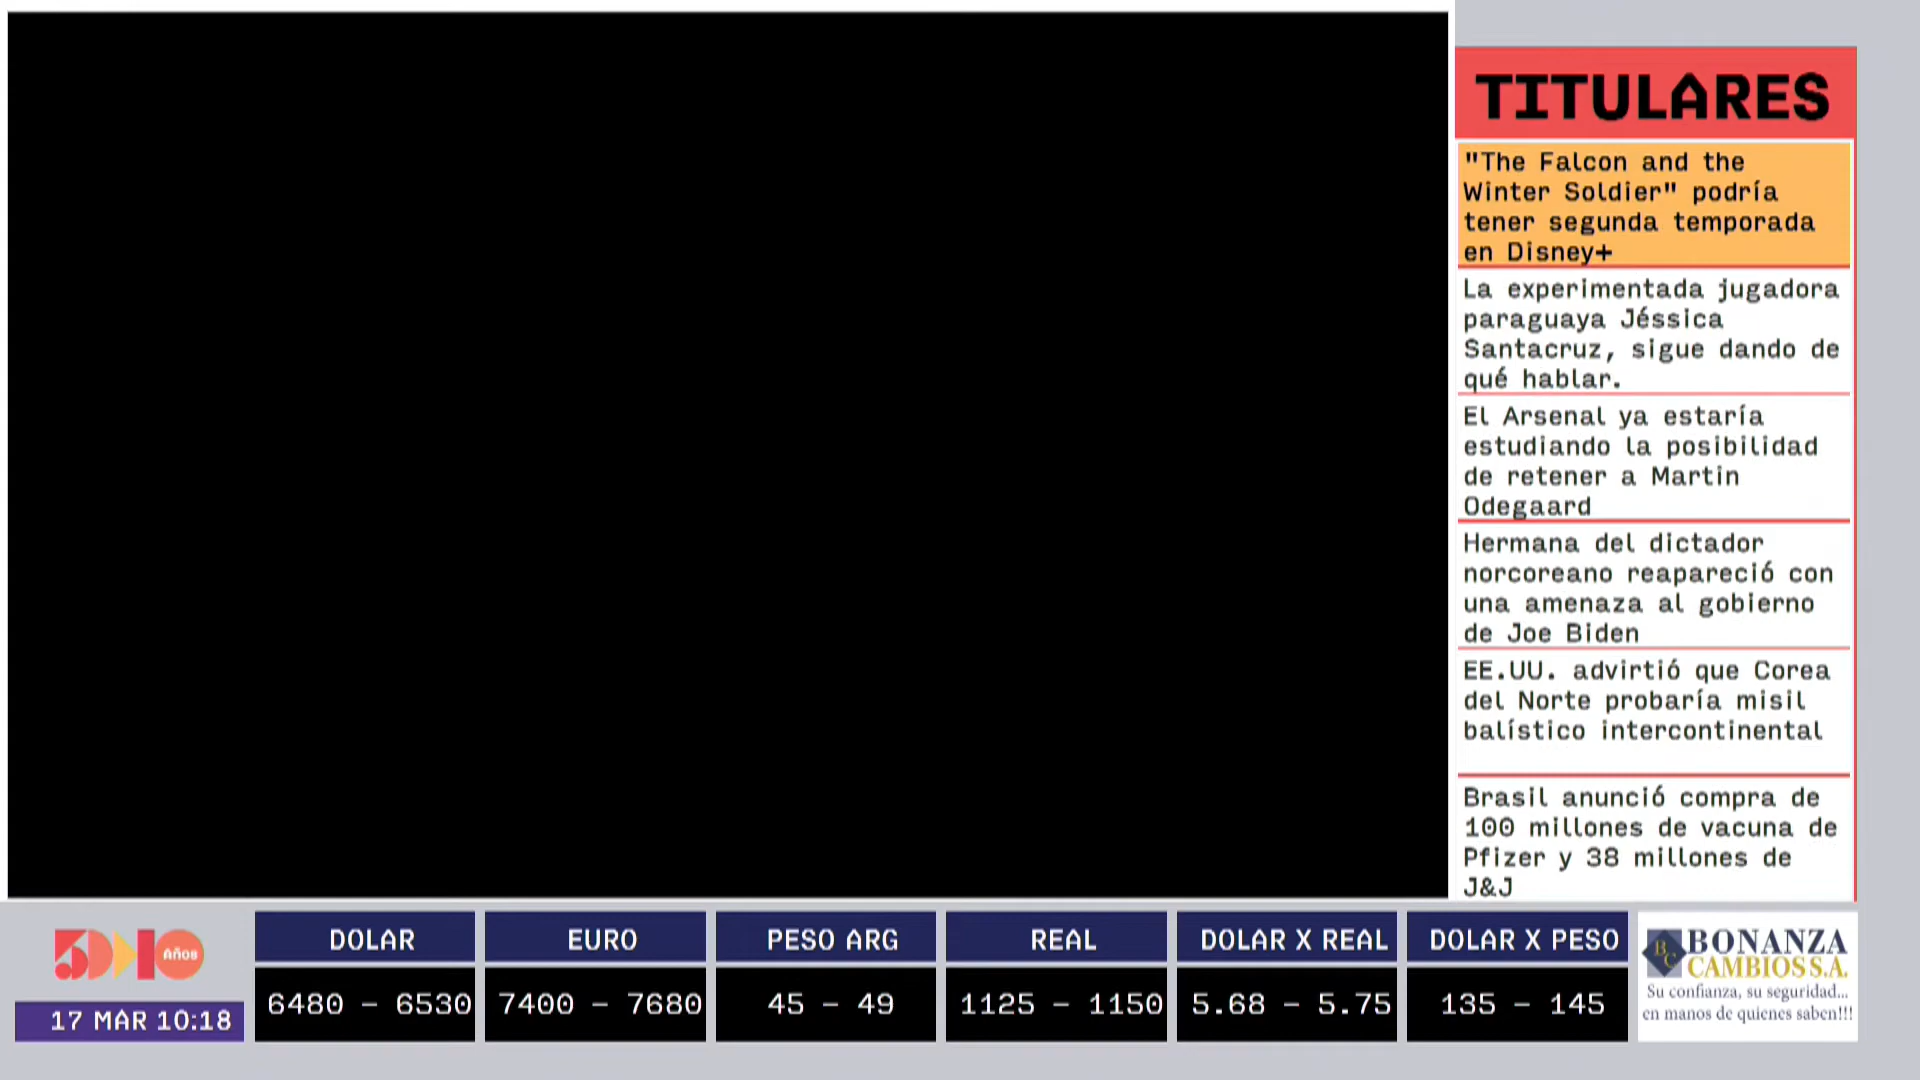 TITULARES
"The Falcon and the
Winter Soldier" podría
tener segunda temporada
en Disney+
La experimentada jugadora
paraguaya Jéssica
Santacruz, sigue dando de
qué hablar.
El Arsenal ya estaría
estudiando la posibilidad
de retener a Martin
Odegaard
Hermana del dictador
norcoreano reapareció con
una amenaza al gobierno
de Joe Biden
EE.UU. advirtió que Corea
del Norte probaría misil
balístico intercontinental
Brasil anunció compra de
100 millones de vacuna de
Pfizer y 38 millones de
J&J
Años
17 MAR 10:18
DOLAR
6480 - 6530
EURO
7400 - 7680
PESO ARG
45 - 49
REAL
1125 - 1150
DOLAR X REAL
5.68 - 5.75
DOLAR X PESO
135 - 145
BC
BONANZA
CAMBIOS S.A.
Su confianza, su seguridad...
en manos de quienes saben!!!